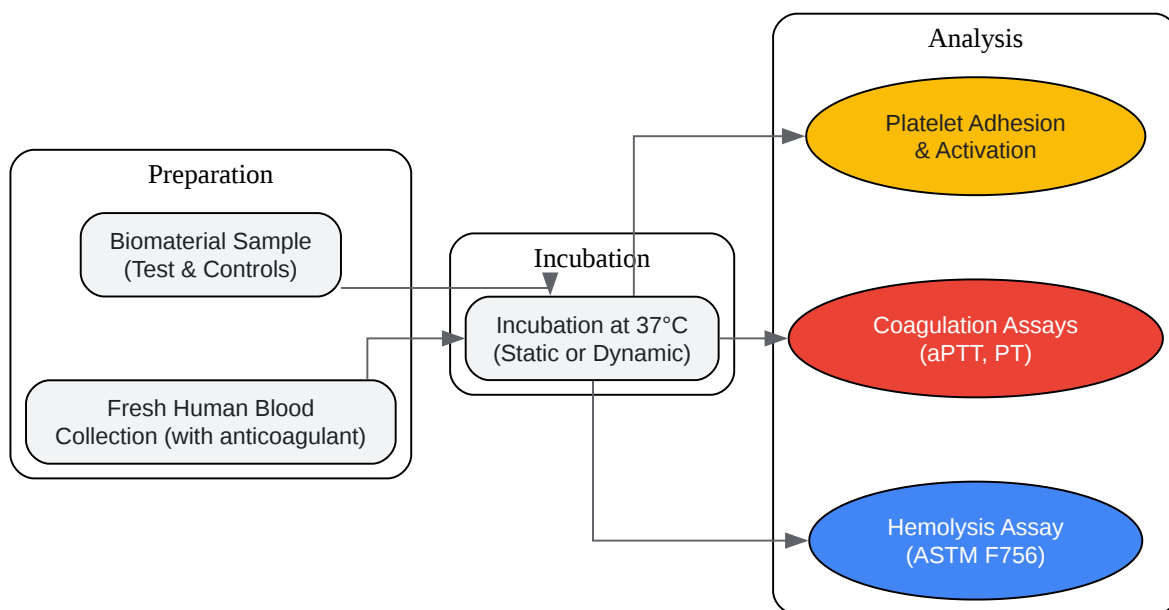 Preparation
Biomaterial Sample
(Test & Controls)
Fresh Human Blood
Collection (with anticoagulant)
Incubation
Incubation at 37°C
(Static or Dynamic)
Analysis
Platelet Adhesion
& Activation
Coagulation Assays
(aPTT, PT)
Hemolysis Assay
(ASTM F756)